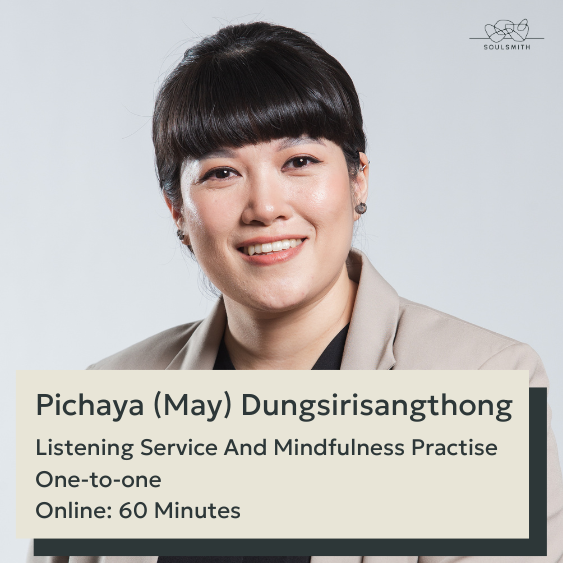 SOULSMITH
Pichaya (May) Dungsirisangthong
Listening Service And Mindfulness Practise
One-to-one
Online: 60 Minutes